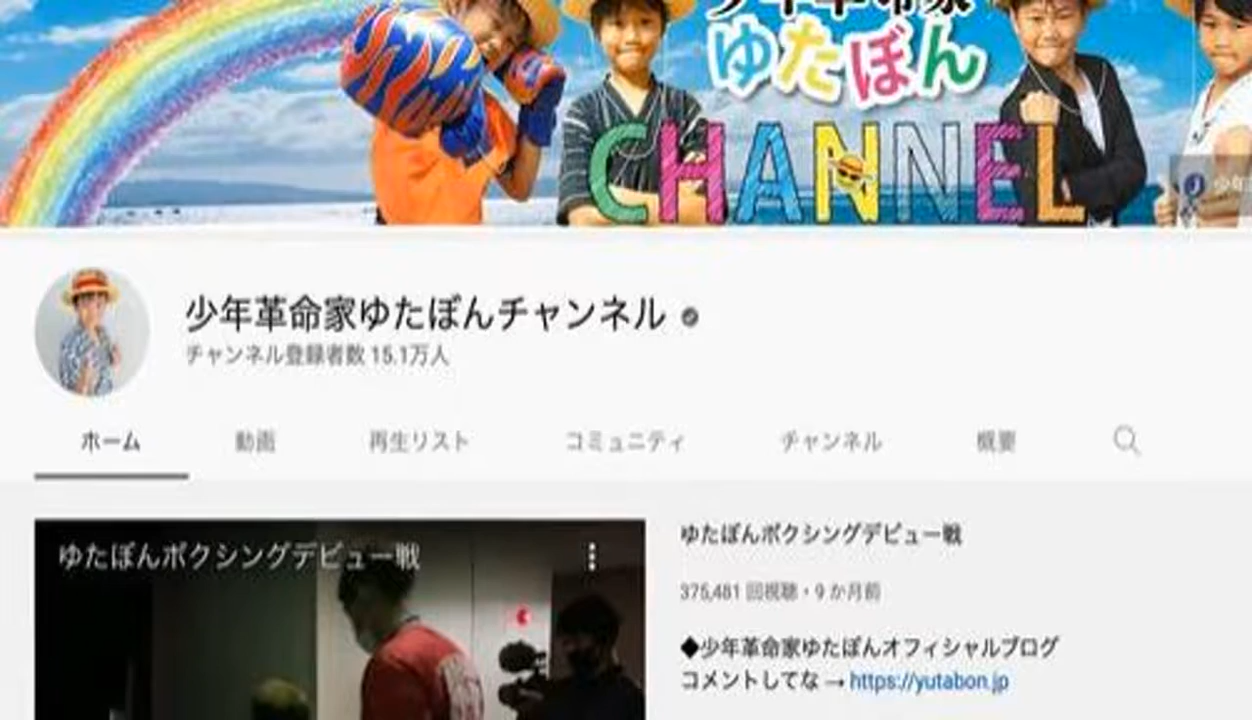 少年革命家
ゆたぼん
CHANNEL
少年革命家ゆたぼんチャンネル
チャンネル登録者数 15.1万人
ホーム 動画 再生リスト コミュニティ チャンネル 概要
ゆたぼんボクシングデビュー戦
ゆたぼんボクシングデビュー戦
375,481 回視聴・9 か月前
◆少年革命家ゆたぼんオフィシャルブログ
コメントしてな → https://yutabon.jp